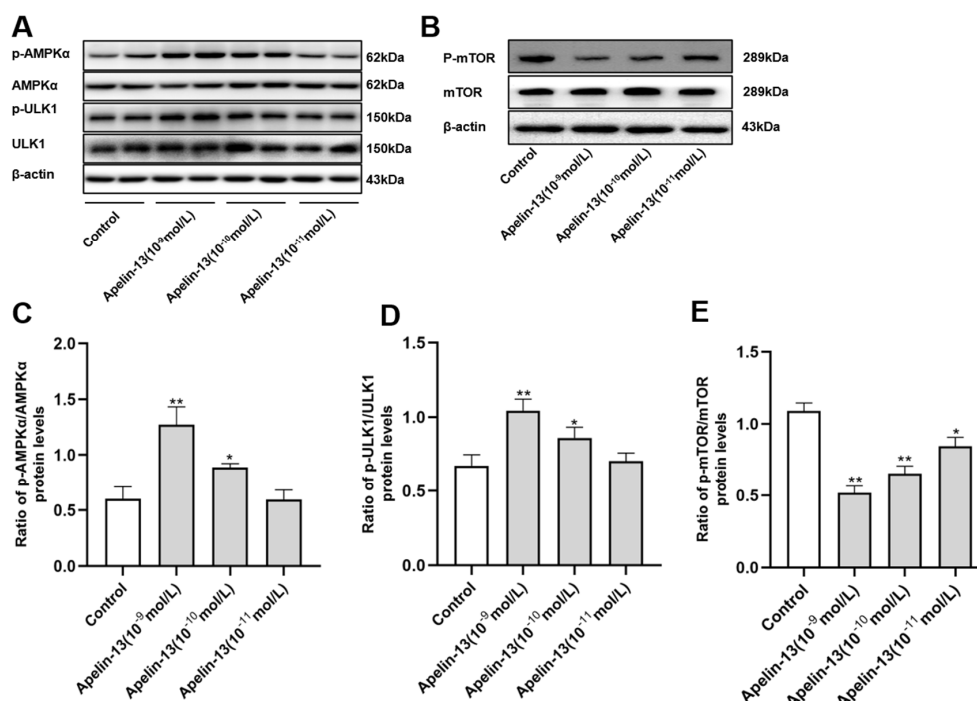 A
p-AMPKα
62kDa
AMPKα
62kDa
p-ULK1
150kDa
ULK1
150kDa
β-actin
43kDa
Control
Apelin-13(10⁻⁹mol/L)
Apelin-13(10⁻¹⁰mol/L)
Apelin-13(10⁻¹¹mol/L)
B
P-mTOR
289kDa
mTOR
289kDa
β-actin
43kDa
Control
Apelin-13(10⁻⁹mol/L)
Apelin-13(10⁻¹⁰mol/L)
Apelin-13(10⁻¹¹mol/L)
C
Ratio of p-AMPKα/AMPKα
protein levels
2.0
1.5
1.0
0.5
0.0
**
*
Control
Apelin-13(10⁻⁹ mol/L)
Apelin-13(10⁻¹⁰ mol/L)
Apelin-13(10⁻¹¹ mol/L)
D
Ratio of p-ULK1/ULK1
protein levels
1.5
1.0
0.5
0.0
**
*
Control
Apelin-13(10⁻⁹ mol/L)
Apelin-13(10⁻¹⁰ mol/L)
Apelin-13(10⁻¹¹ mol/L)
E
Ratio of p-mTOR/mTOR
protein levels
1.5
1.0
0.5
0.0
**
**
*
Control
Apelin-13(10⁻⁹ mol/L)
Apelin-13(10⁻¹⁰ mol/L)
Apelin-13(10⁻¹¹ mol/L)